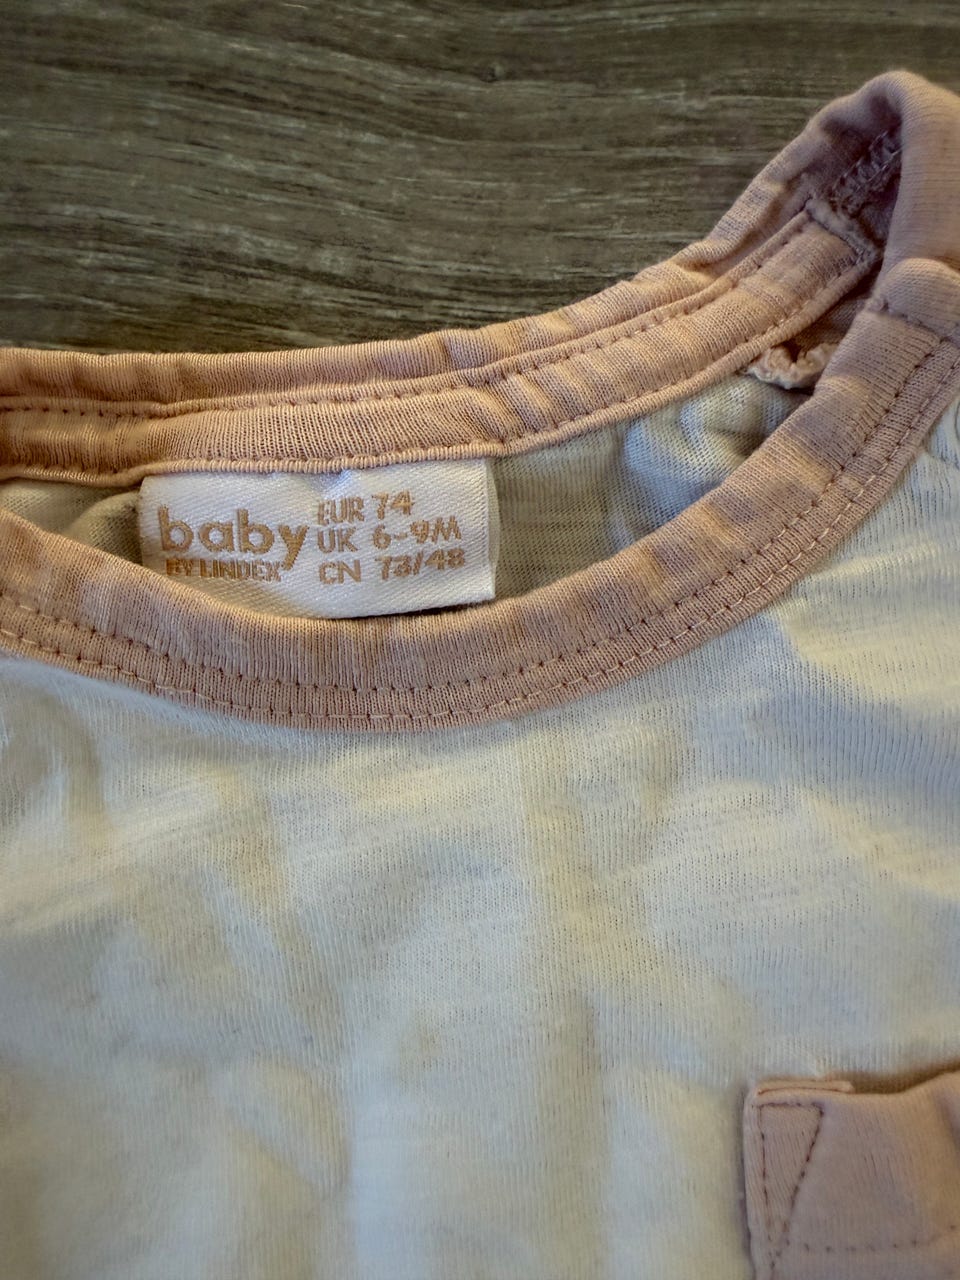 baby
BY LINDEX
EUR 74
UK 6-9M
CN 73/48